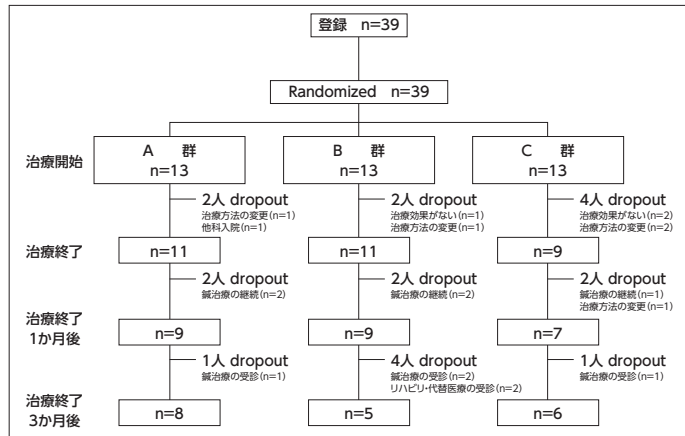 登録 n=39
Randomized n=39
治療開始
A 群
n=13
B 群
n=13
C 群
n=13
2人 dropout
治療方法の変更(n=1)
他科入院(n=1)
2人 dropout
治療効果がない(n=1)
治療方法の変更(n=1)
4人 dropout
治療効果がない(n=2)
治療方法の変更(n=2)
治療終了
n=11
n=11
n=9
2人 dropout
鍼治療の継続(n=2)
2人 dropout
鍼治療の継続(n=2)
2人 dropout
鍼治療の継続(n=1)
治療方法の変更(n=1)
治療終了
1か月後
n=9
n=9
n=7
1人 dropout
鍼治療の受診(n=1)
4人 dropout
鍼治療の受診(n=2)
リハビリ・代替医療の受診(n=2)
1人 dropout
鍼治療の受診(n=1)
治療終了
3か月後
n=8
n=5
n=6